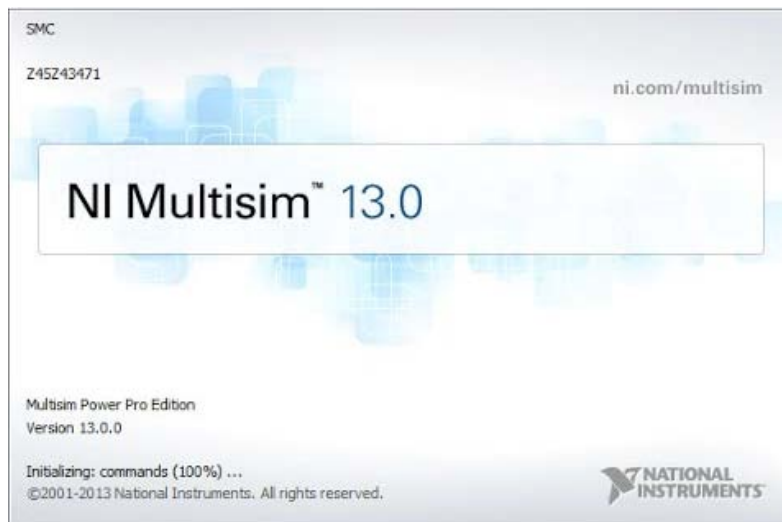 SMC
Z45Z43471
ni.com/multisim
NI Multisim™ 13.0
Multisim Power Pro Edition
Version 13.0.0
Initializing: commands (100%) ...
©2001-2013 National Instruments. All rights reserved.
NATIONAL
INSTRUMENTS